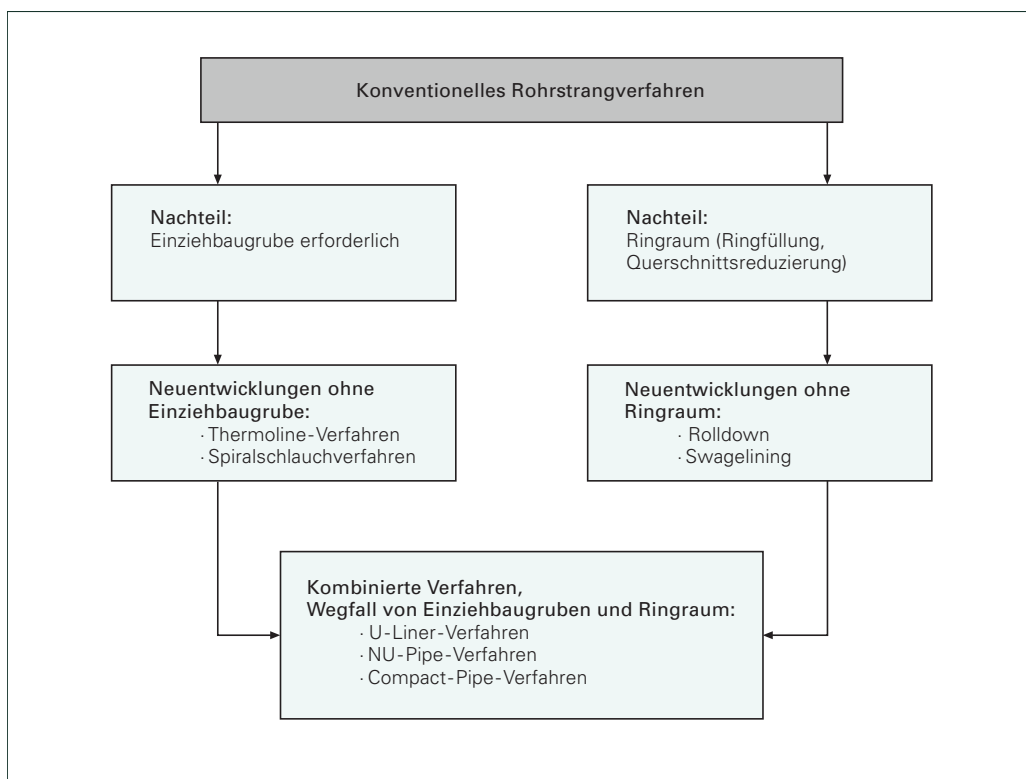 Konventionelles Rohrstrangverfahren
Nachteil:
Einziehbaugrube erforderlich
Nachteil:
Ringraum (Ringfüllung,
Querschnittsreduzierung)
Neuentwicklungen ohne
Einziehbaugrube:
· Thermoline-Verfahren
· Spiralschlauchverfahren
Neuentwicklungen ohne
Ringraum:
· Rolldown
· Swagelining
Kombinierte Verfahren,
Wegfall von Einziehbaugruben und Ringraum:
· U-Liner-Verfahren
· NU-Pipe-Verfahren
· Compact-Pipe-Verfahren